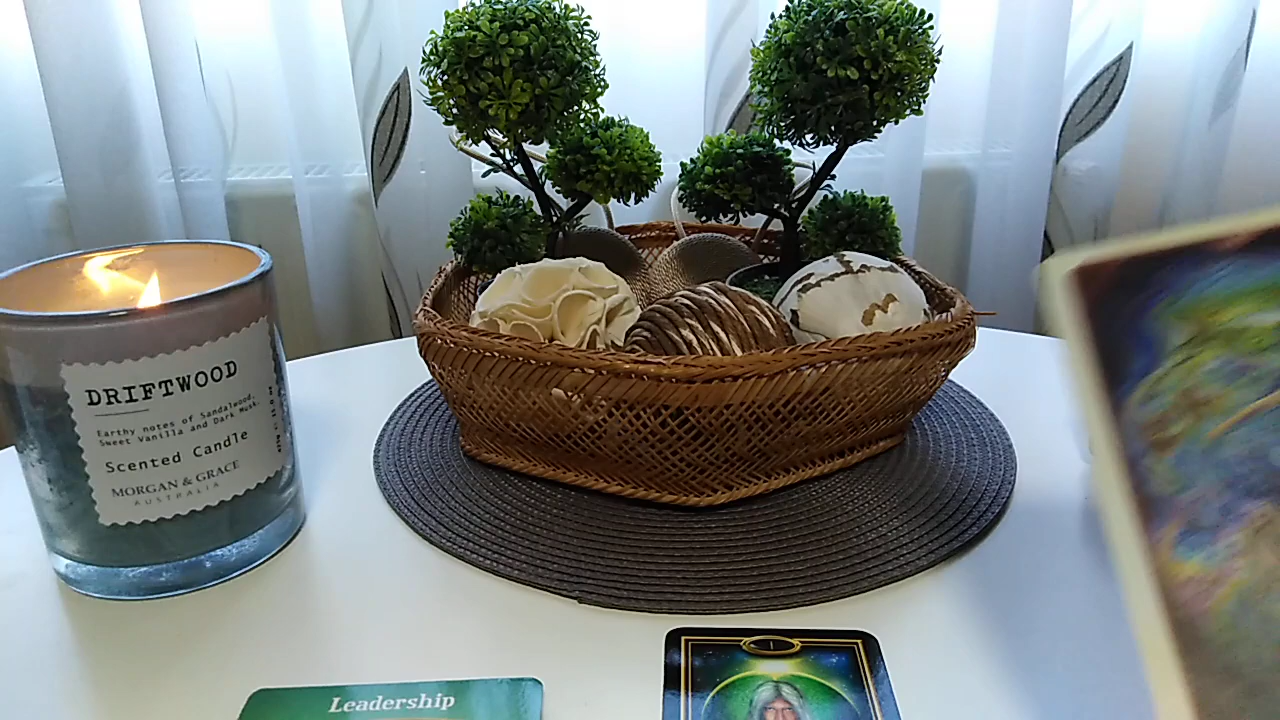 DRIFTWOOD
Earthy notes of Sandalwood,
Sweet Vanilla and Dark Musk.
Scented Candle
MORGAN & GRACE
AUSTRALIA
Leadership
I